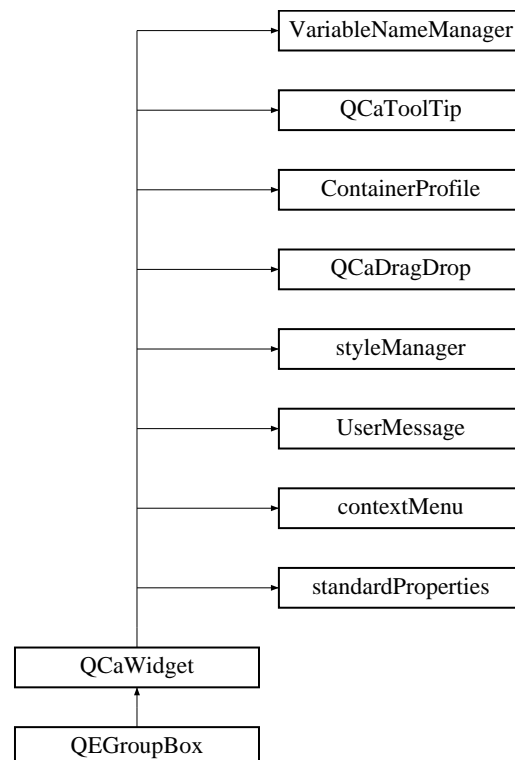 VariableNameManager
QCaToolTip
ContainerProfile
QCaDragDrop
styleManager
UserMessage
contextMenu
standardProperties
QCaWidget
QEGroupBox